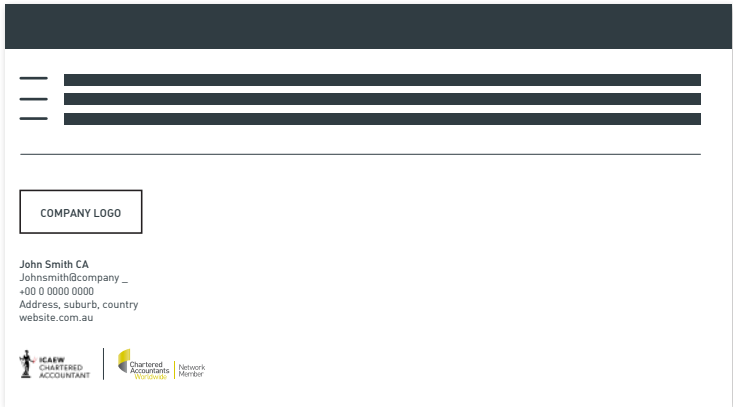 COMPANY LOGO
John Smith CA
Johnsmith@company _
+00 0 0000 0000
Address, suburb, country
website.com.au
ICAEW
CHARTERED
ACCOUNTANT
Chartered
Accountants
Worldwide
Network
Member